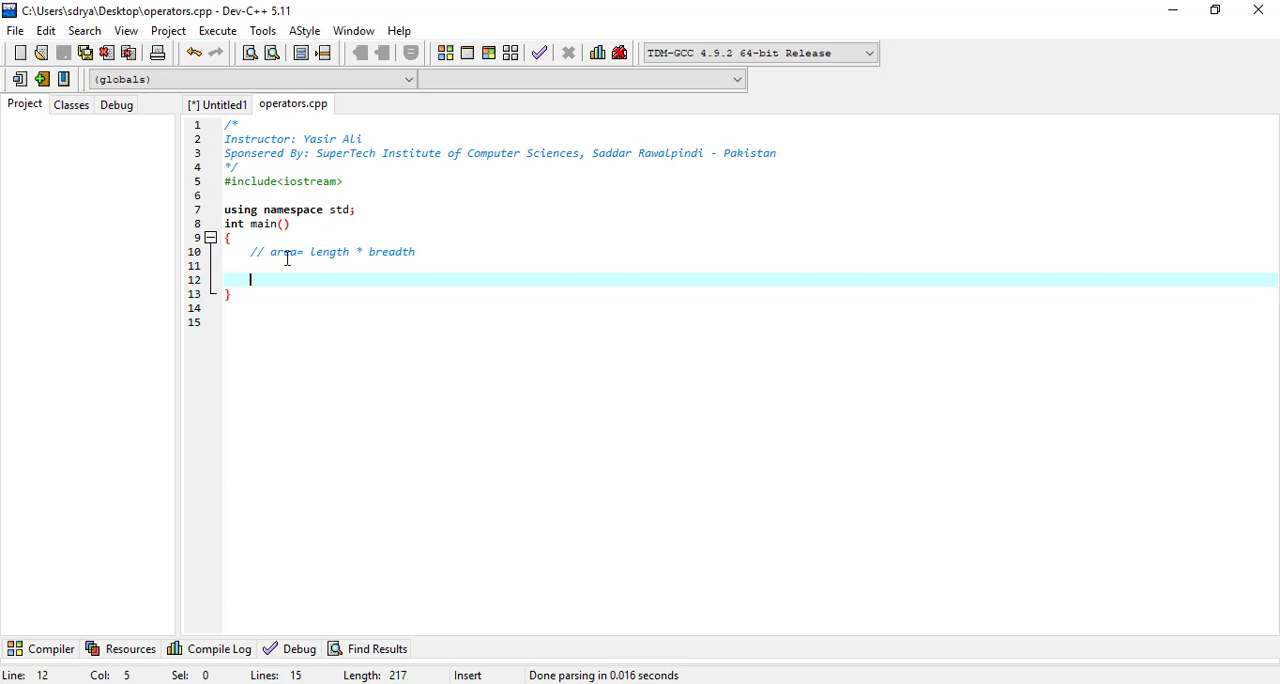 C:\Users\sdrya\Desktop\operators.cpp - Dev-C++ 5.11
File Edit Search View Project Execute Tools AStyle Window Help
TDM-GCC 4.9.2 64-bit Release
(globals)
Project Classes Debug [*] Untitled1 operators.cpp
1 /*
2 Instructor: Yasir Ali
3 Sponsered By: SuperTech Institute of Computer Sciences, Saddar Rawalpindi - Pakistan
4 */
5 #include<iostream>
6
7 using namespace std;
8 int main()
9 {
10 // area= length * breadth
11
12
13 }
14
15
Compiler Resources Compile Log Debug Find Results
Line: 12 Col: 5 Sel: 0 Lines: 15 Length: 217 Insert Done parsing in 0.016 seconds